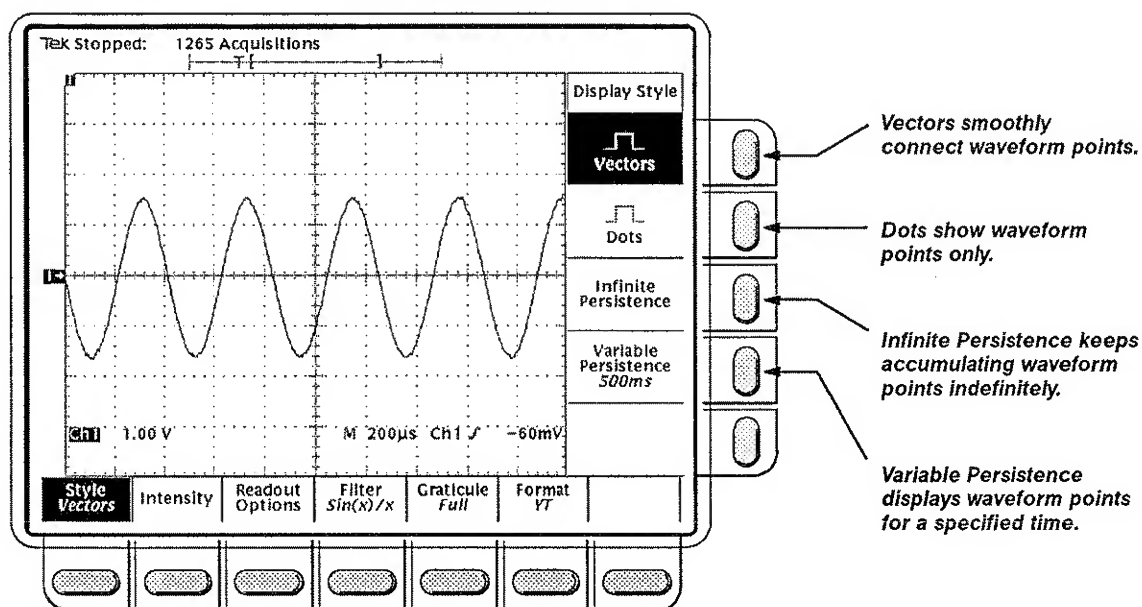 Tek Stopped: 1265 Acquisitions
T
Display Style
Vectors
Dots
Infinite
Persistence
Variable
Persistence
500ms
1
Ch1 1.00 V M 200µs Ch1 -60mV
Style
Vectors
Intensity
Readout
Options
Filter
Sin(x)/x
Graticule
Full
Format
YT
Vectors smoothly
connect waveform points.
Dots show waveform
points only.
Infinite Persistence keeps
accumulating waveform
points indefinitely.
Variable Persistence
displays waveform points
for a specified time.